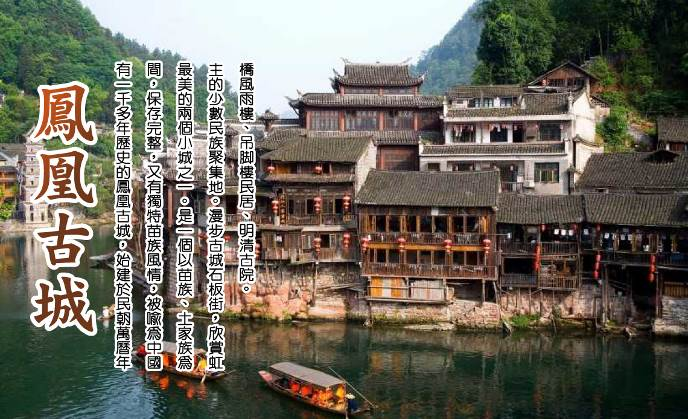 鳳凰古城
有一千多年歷史的鳳凰古城，始建於民朝萬曆年
間，保存完整，又有獨特苗族風情，被喻為中國
最美的兩個小城之一。是一個以苗族、土家族為
主的少數民族聚集地。漫步古城石板街，欣賞虹
橋風雨樓、吊脚樓民居、明清古院。